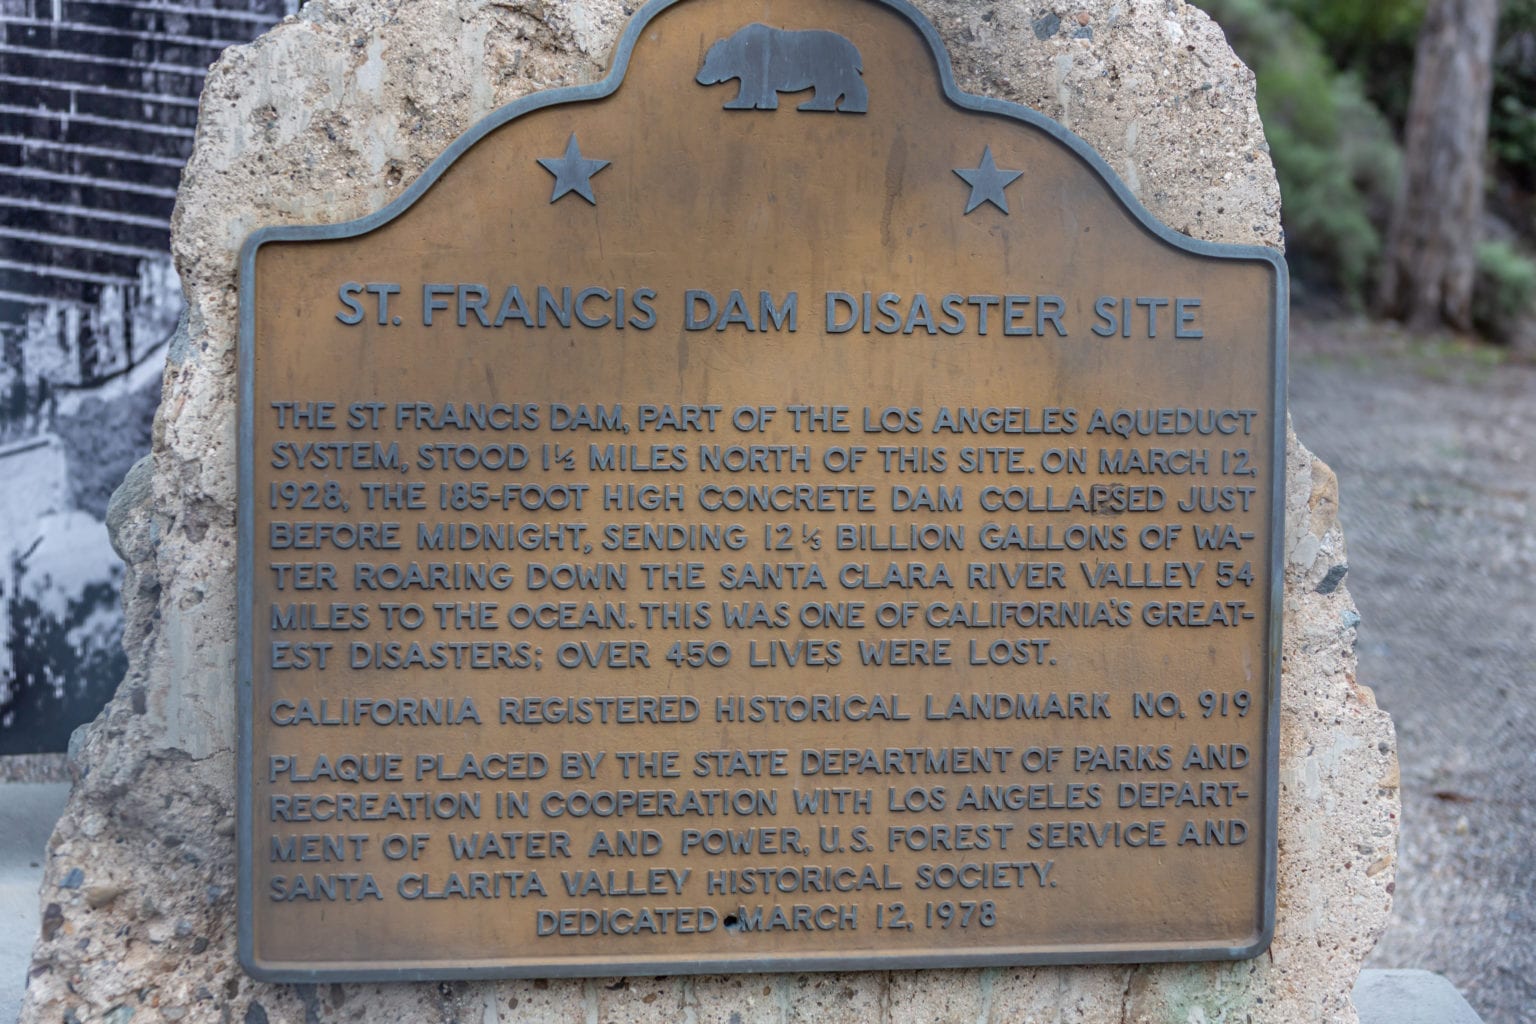 ST. FRANCIS DAM DISASTER SITE
THE ST FRANCIS DAM, PART OF THE LOS ANGELES AQUEDUCT
SYSTEM, STOOD 1½ MILES NORTH OF THIS SITE. ON MARCH 12,
1928, THE 185-FOOT HIGH CONCRETE DAM COLLAPSED JUST
BEFORE MIDNIGHT, SENDING 12⅓ BILLION GALLONS OF WA-
TER ROARING DOWN THE SANTA CLARA RIVER VALLEY 54
MILES TO THE OCEAN. THIS WAS ONE OF CALIFORNIA'S GREAT-
EST DISASTERS; OVER 450 LIVES WERE LOST.
CALIFORNIA REGISTERED HISTORICAL LANDMARK NO. 919
PLAQUE PLACED BY THE STATE DEPARTMENT OF PARKS AND
RECREATION IN COOPERATION WITH LOS ANGELES DEPART-
MENT OF WATER AND POWER, U.S. FOREST SERVICE AND
SANTA CLARITA VALLEY HISTORICAL SOCIETY.
DEDICATED MARCH 12, 1978